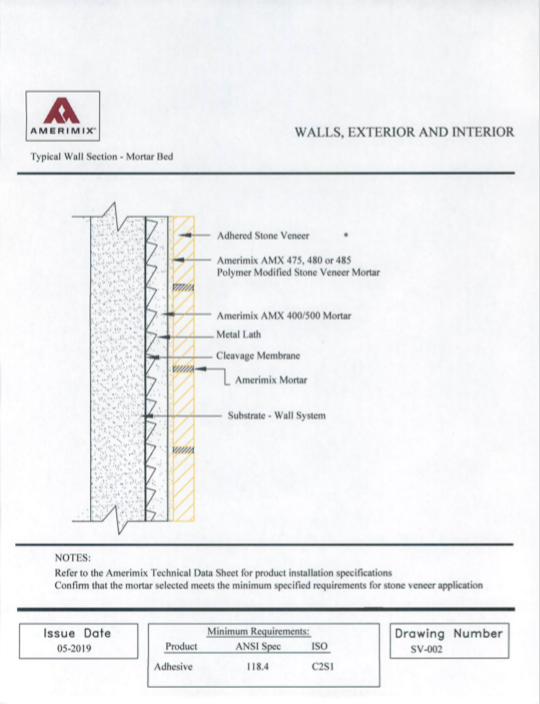 AMERIMIX
WALLS, EXTERIOR AND INTERIOR
Typical Wall Section - Mortar Bed
Adhered Stone Veneer
Amerimix AMX 475, 480 or 485
Polymer Modified Stone Veneer Mortar
Amerimix AMX 400/500 Mortar
Metal Lath
Cleavage Membrane
Amerimix Mortar
Substrate - Wall System
NOTES:
Refer to the Amerimix Technical Data Sheet for product installation specifications
Confirm that the mortar selected meets the minimum specified requirements for stone veneer application
Issue Date
05-2019
Minimum Requirements:
Product ANSI Spec ISO
Adhesive 118.4 C2S1
Drawing Number
SV-002